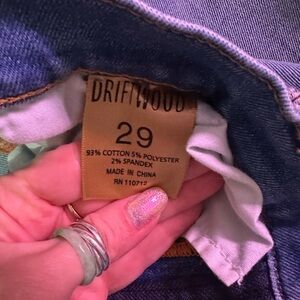 DRIFTWOOD
29
93% COTTON 5% POLYESTER
2% SPANDEX
MADE IN CHINA
RN 110712